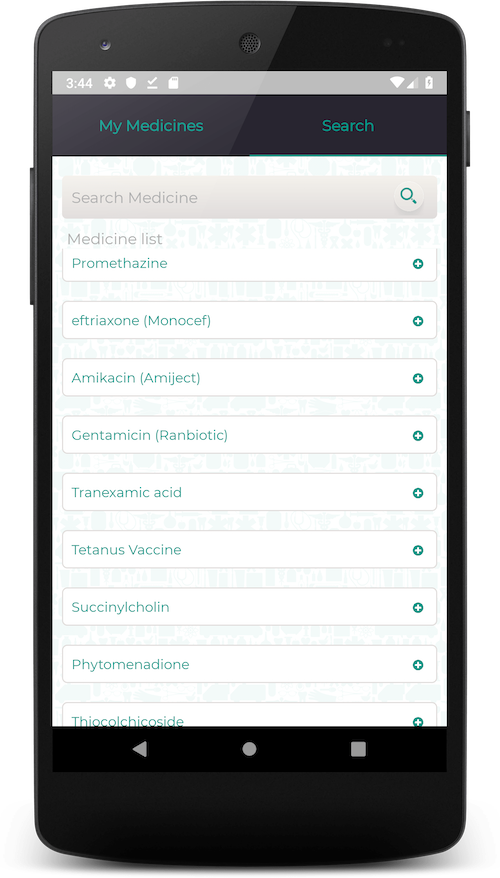 3:44
My Medicines Search
Search Medicine
Medicine list
Promethazine
eftriaxone (Monocef)
Amikacin (Amiject)
Gentamicin (Ranbiotic)
Tranexamic acid
Tetanus Vaccine
Succinylcholin
Phytomenadione
Thiocolchicoside